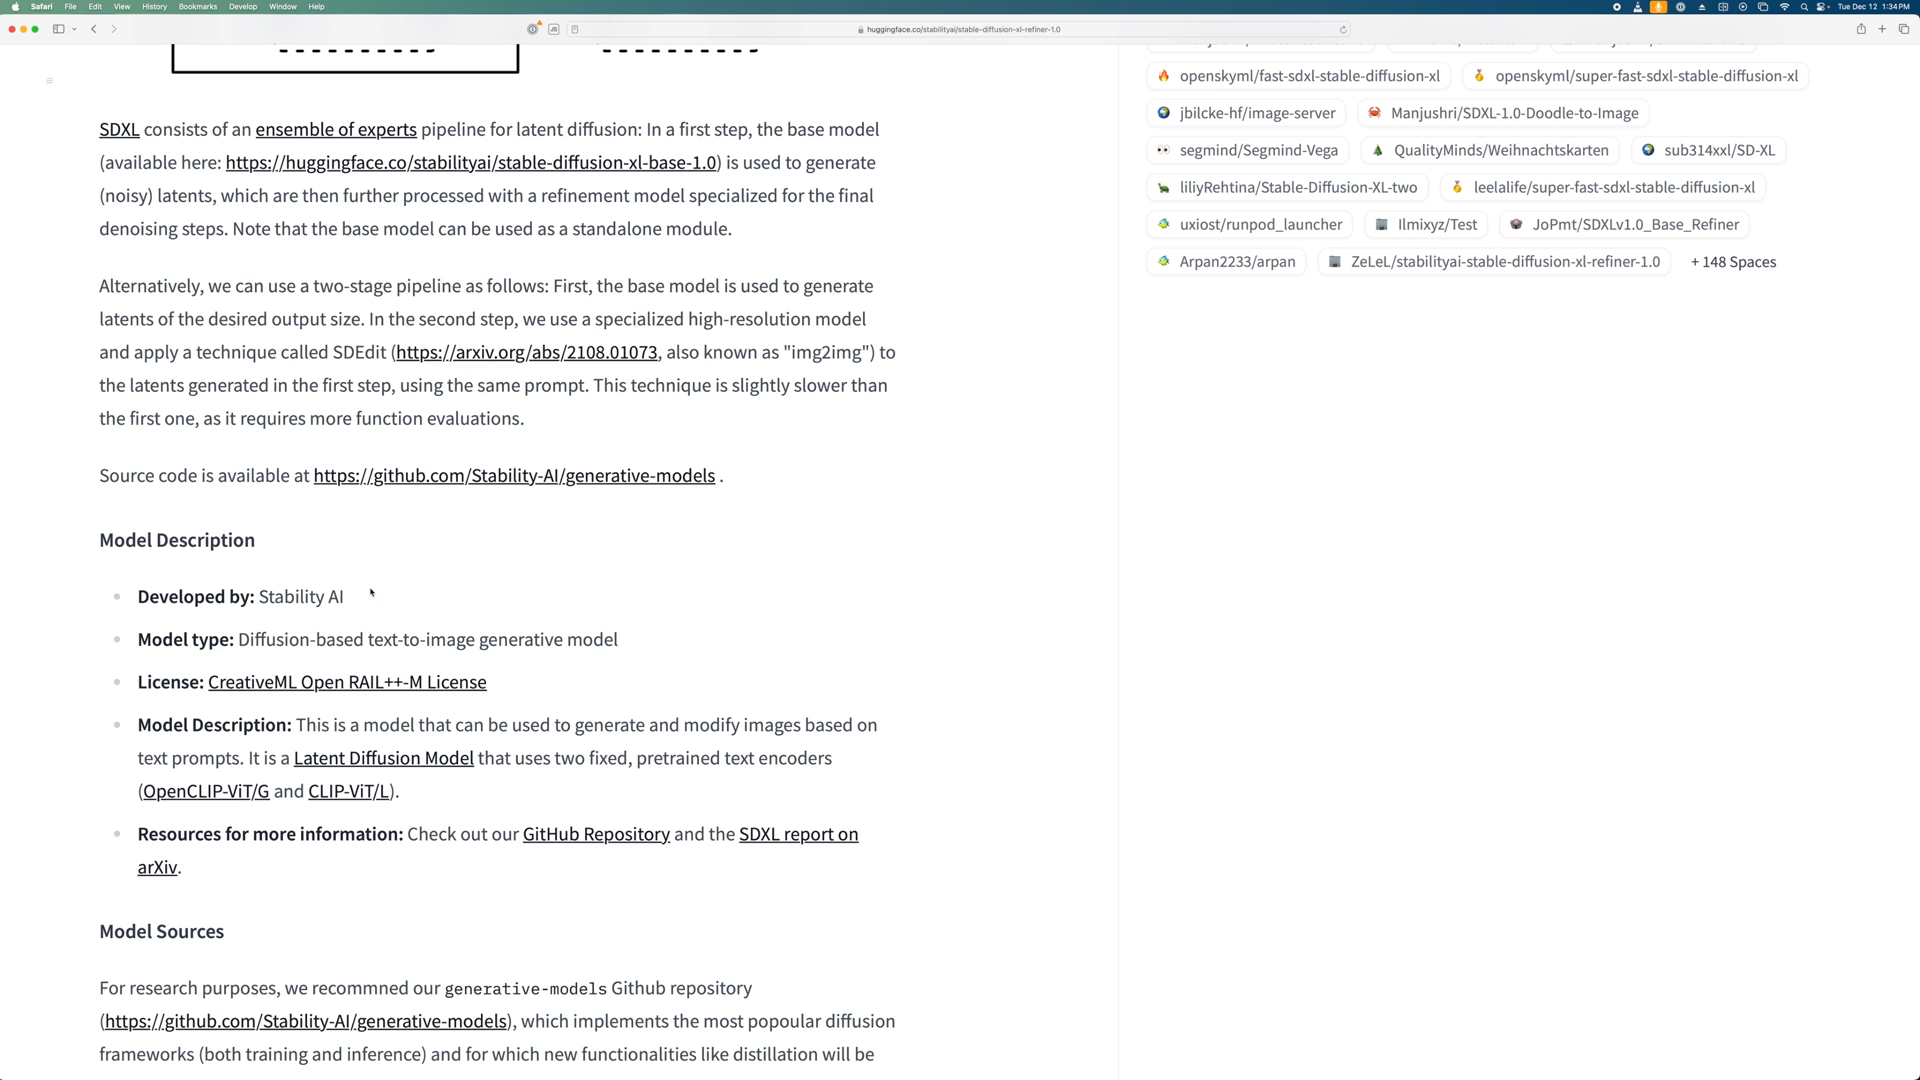 Safari File Edit View History Bookmarks Develop Window Help
Tue Dec 12 1:34 PM
huggingface.co/stabilityai/stable-diffusion-xl-refiner-1.0
SDXL consists of an ensemble of experts pipeline for latent diffusion: In a first step, the base model
(available here: https://huggingface.co/stabilityai/stable-diffusion-xl-base-1.0) is used to generate
(noisy) latents, which are then further processed with a refinement model specialized for the final
denoising steps. Note that the base model can be used as a standalone module.
Alternatively, we can use a two-stage pipeline as follows: First, the base model is used to generate
latents of the desired output size. In the second step, we use a specialized high-resolution model
and apply a technique called SDEdit (https://arxiv.org/abs/2108.01073, also known as "img2img") to
the latents generated in the first step, using the same prompt. This technique is slightly slower than
the first one, as it requires more function evaluations.
Source code is available at https://github.com/Stability-AI/generative-models .
Model Description
Developed by: Stability AI
Model type: Diffusion-based text-to-image generative model
License: CreativeML Open RAIL++-M License
Model Description: This is a model that can be used to generate and modify images based on
text prompts. It is a Latent Diffusion Model that uses two fixed, pretrained text encoders
(OpenCLIP-ViT/G and CLIP-ViT/L).
Resources for more information: Check out our GitHub Repository and the SDXL report on
arXiv.
Model Sources
For research purposes, we recommned our generative-models Github repository
(https://github.com/Stability-AI/generative-models), which implements the most popoular diffusion
frameworks (both training and inference) and for which new functionalities like distillation will be
openskyml/fast-sdxl-stable-diffusion-xl openskyml/super-fast-sdxl-stable-diffusion-xl
jbilcke-hf/image-server Manjushri/SDXL-1.0-Doodle-to-Image
segmind/Segmind-Vega QualityMinds/Weihnachtskarten sub314xxl/SD-XL
liliyRehtina/Stable-Diffusion-XL-two leelalife/super-fast-sdxl-stable-diffusion-xl
uxiost/runpod_launcher Ilmixyz/Test JoPmt/SDXLv1.0_Base_Refiner
Arpan2233/arpan ZeLeL/stabilityai-stable-diffusion-xl-refiner-1.0 + 148 Spaces